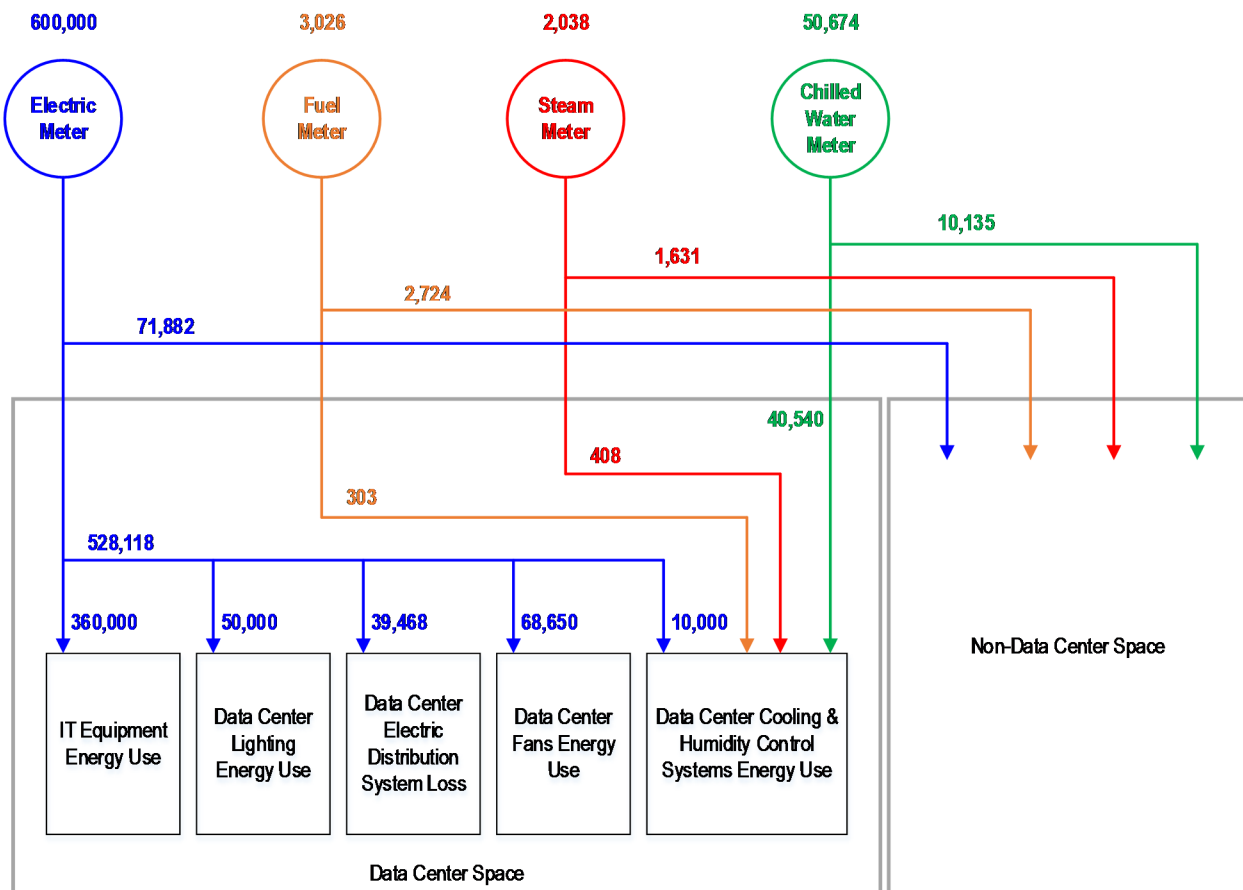 600,000
3,026
2,038
50,674
Electric
Meter
Fuel
Meter
Steam
Meter
Chilled
Water
Meter
10,135
1,631
2,724
71,882
40,540
408
303
528,118
360,000
50,000
39,468
68,650
10,000
IT Equipment
Energy Use
Data Center
Lighting
Energy Use
Data Center
Electric
Distribution
System Loss
Data Center
Fans Energy
Use
Data Center Cooling &
Humidity Control
Systems Energy Use
Non-Data Center Space
Data Center Space